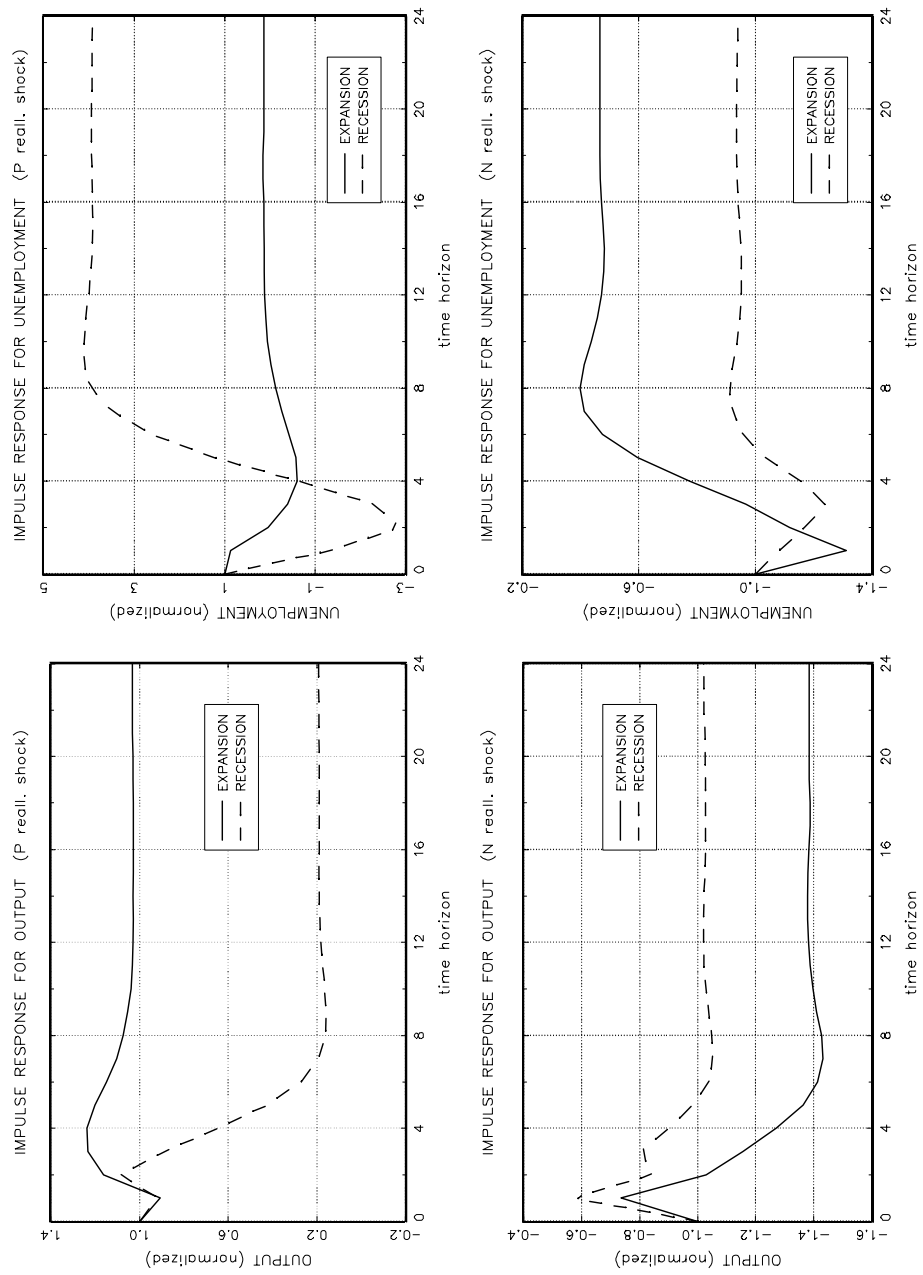 IMPULSE RESPONSE FOR OUTPUT (P reall. shock)
OUTPUT (normalized)
1.4
1.0
0.6
0.2
-0.2
EXPANSION
RECESSION
0
4
8
12
16
20
24
time horizon
IMPULSE RESPONSE FOR UNEMPLOYMENT (P reall. shock)
UNEMPLOYMENT (normalized)
5
3
1
-1
-3
EXPANSION
RECESSION
0
4
8
12
16
20
24
time horizon
IMPULSE RESPONSE FOR OUTPUT (N reall. shock)
OUTPUT (normalized)
-0.4
-0.6
-0.8
-1.0
-1.2
-1.4
-1.6
EXPANSION
RECESSION
0
4
8
12
16
20
24
time horizon
IMPULSE RESPONSE FOR UNEMPLOYMENT (N reall. shock)
UNEMPLOYMENT (normalized)
-0.2
-0.6
-1.0
-1.4
EXPANSION
RECESSION
0
4
8
12
16
20
24
time horizon